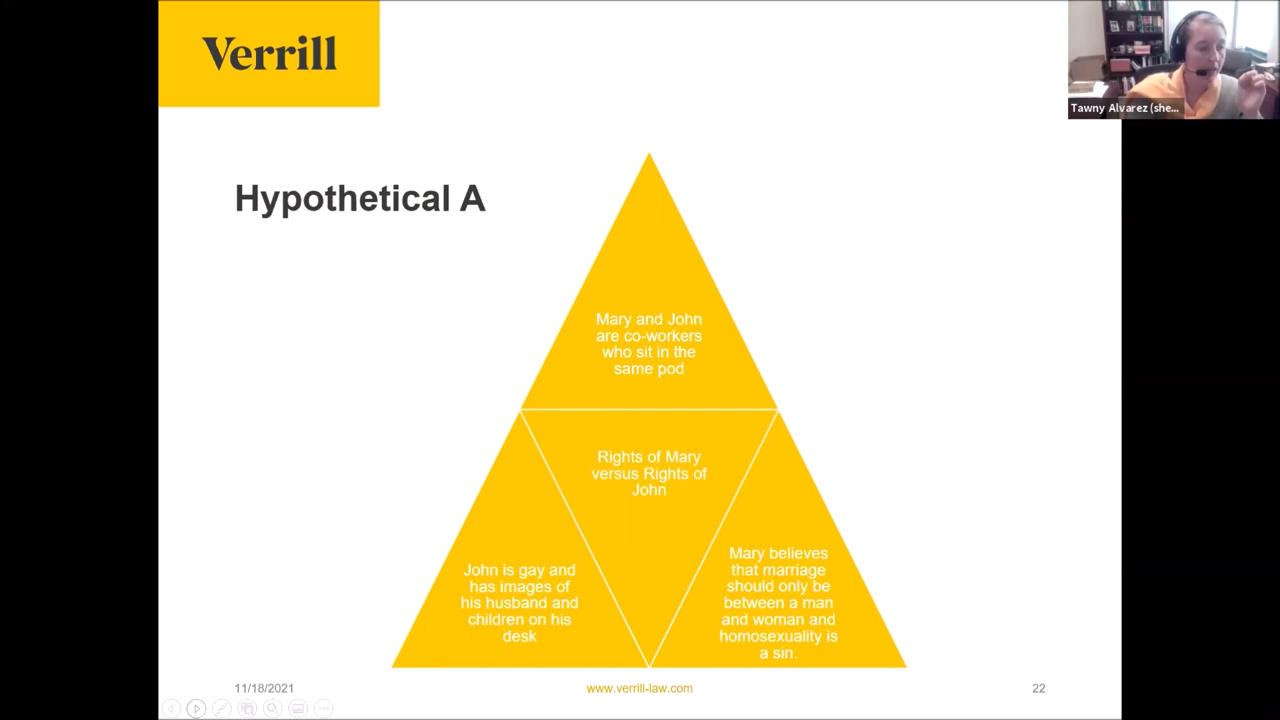 Verrill
Tawny Alvarez (she...
Hypothetical A
Mary and John
are co-workers
who sit in the
same pod
Rights of Mary
versus Rights of
John
John is gay and
has images of
his husband and
children on his
desk
Mary believes
that marriage
should only be
between a man
and woman and
homosexuality is
a sin.
11/18/2021
www.verrill-law.com
22